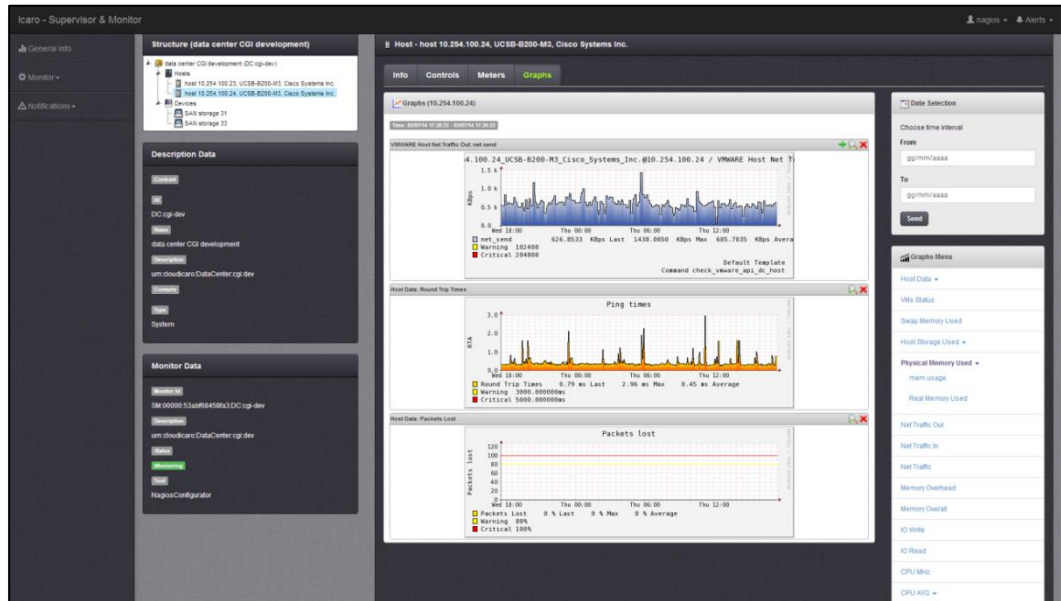 Icaro - Supervisor & Monitor
nagios
Alerts
General Info
Monitor
Notifications
Structure (data center CGI development)
data center CGI development (DC:cgi-dev)
Hosts
host 10.254.100.23, UCSB-B200-M3, Cisco Systems Inc.
host 10.254.100.24, UCSB-B200-M3, Cisco Systems Inc.
Devices
SAN storage 31
SAN storage 33
Description Data
Contract
Id
DC:cgi-dev
Name
data center CGI development
Description
urn:cloudicaro:DataCenter:cgi:dev
Contacts
Type
System
Monitor Data
Monitor Id
Description
urn:cloudicaro:DataCenter:cgi:dev
Status
Monitoring
Tool
NagiosConfigurator
Host - host 10.254.100.24, UCSB-B200-M3, Cisco Systems Inc.
Info
Controls
Meters
Graphs
Graphs (10.254.100.24)
VMWARE Host Net Traffic Out: net send
4.100.24_UCSB-B200-M3_Cisco_Systems_Inc.@10.254.100.24 / VMWARE Host Net T
KBps
1.5 k
1.0 k
0.5 k
0.0
Wed 18:00 Thu 00:00 Thu 06:00 Thu 12:00
net_send 626.8533 KBps Last 1438.0050 KBps Max 605.7035 KBps Avera
Warning 102400
Critical 204800
Default Template
Command check_vmware_api_dc_host
Host Data: Round Trip Times
Ping times
RTA
3.0
2.0
1.0
0.0
Wed 18:00 Thu 00:00 Thu 06:00 Thu 12:00
Round Trip Times 0.79 ms Last 2.96 ms Max 0.45 ms Average
Warning 3000.000000ms
Critical 5000.000000ms
Host Data: Packets Lost
Packets lost
Packets lost
120
100
80
60
40
20
0
Wed 18:00 Thu 00:00 Thu 06:00 Thu 12:00
Packets Lost 0 % Last 0 % Max 0 % Average
Warning 80%
Critical 100%
Date Selection
Choose time interval
From
gg/mm/aaaa
To
gg/mm/aaaa
Send
Graphs Menu
Host Data
VMs Status
Swap Memory Used
Host Storage Used
Physical Memory Used
mem usage
Real Memory Used
Net Traffic Out
Net Traffic In
Net Traffic
Memory Overhead
Memory Overall
IO Write
IO Read
CPU MHz
CPU AVG